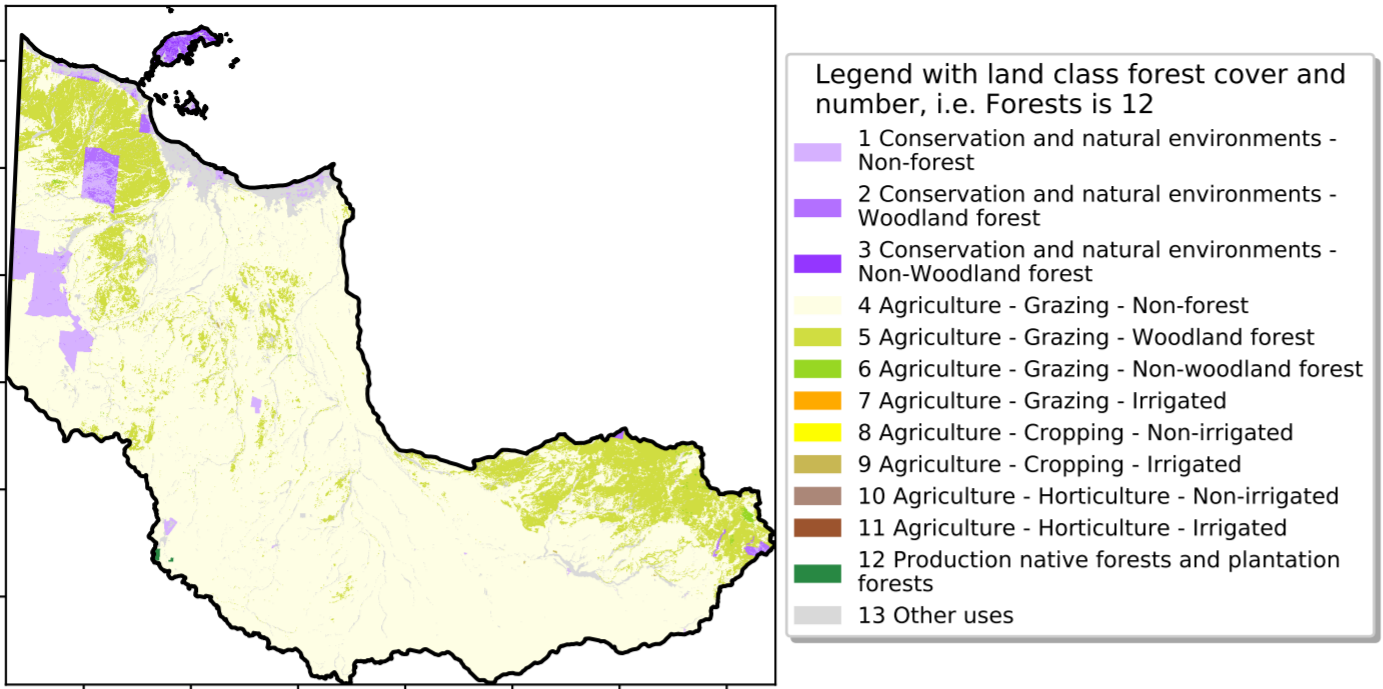 Legend with land class forest cover and
number, i.e. Forests is 12
1 Conservation and natural environments -
Non-forest
2 Conservation and natural environments -
Woodland forest
3 Conservation and natural environments -
Non-Woodland forest
4 Agriculture - Grazing - Non-forest
5 Agriculture - Grazing - Woodland forest
6 Agriculture - Grazing - Non-woodland forest
7 Agriculture - Grazing - Irrigated
8 Agriculture - Cropping - Non-irrigated
9 Agriculture - Cropping - Irrigated
10 Agriculture - Horticulture - Non-irrigated
11 Agriculture - Horticulture - Irrigated
12 Production native forests and plantation
forests
13 Other uses